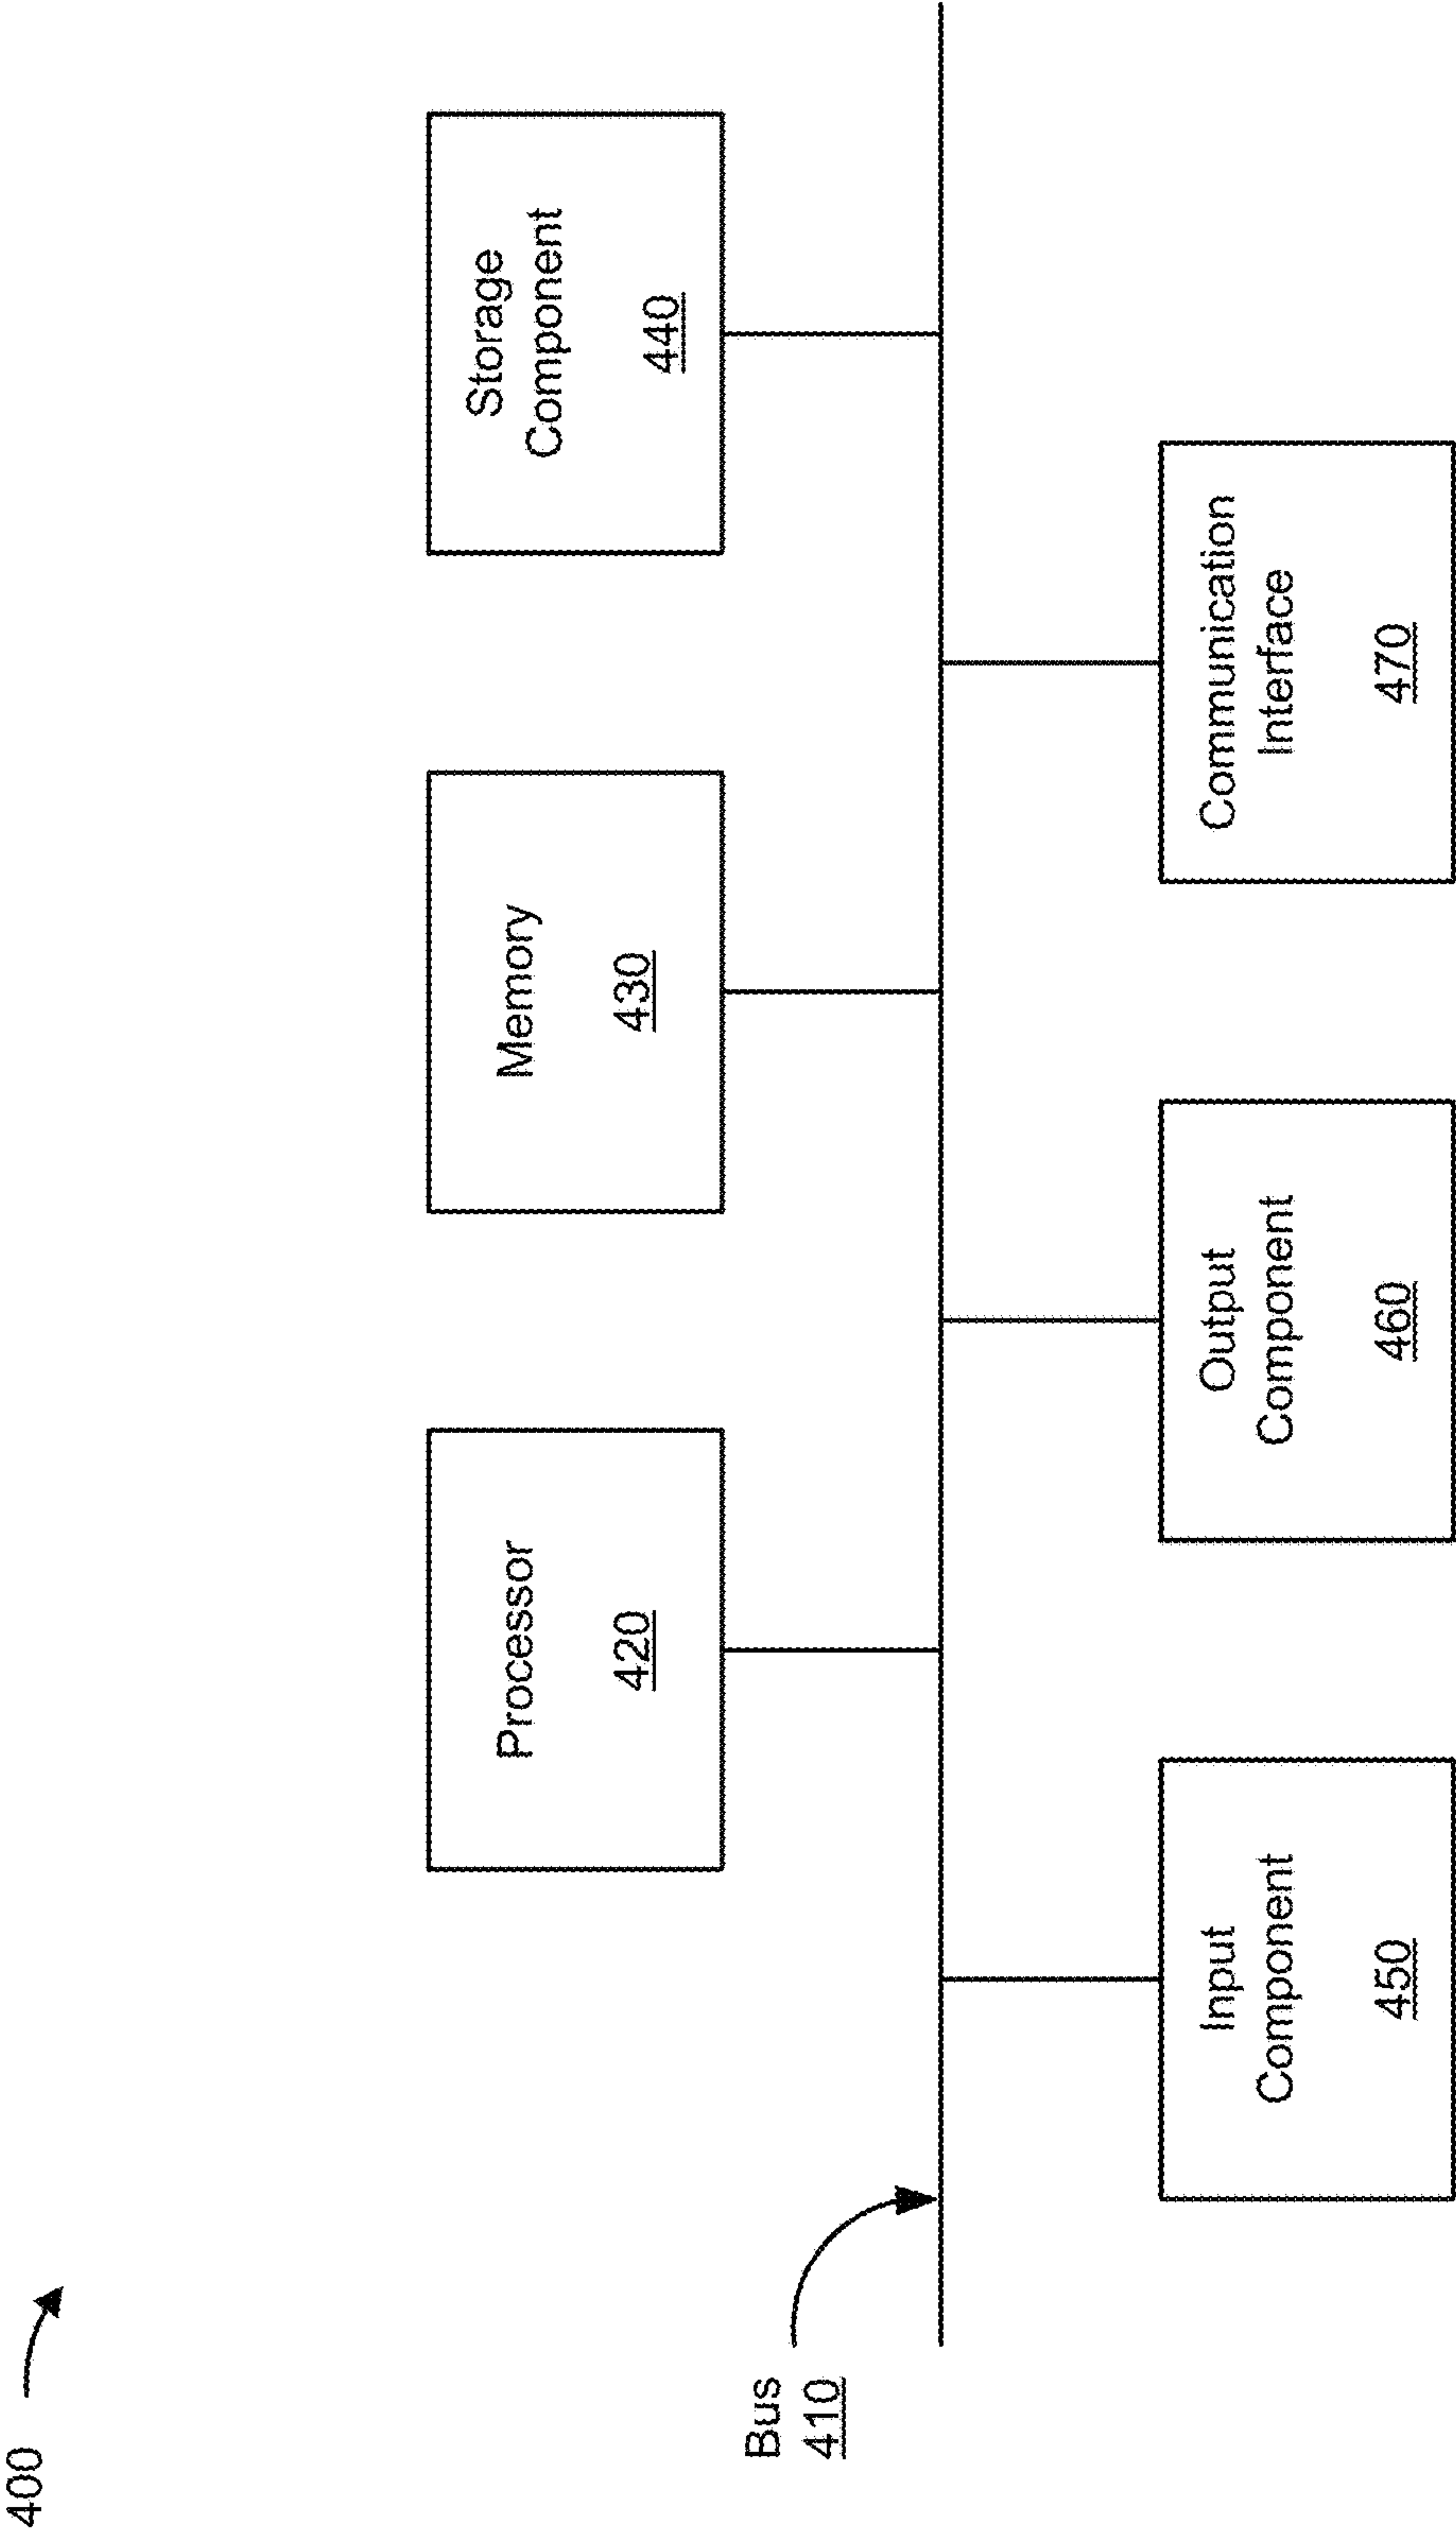 400
Processor
420
Memory
430
Storage
Component
440
Bus
410
Input
Component
450
Output
Component
460
Communication
Interface
470